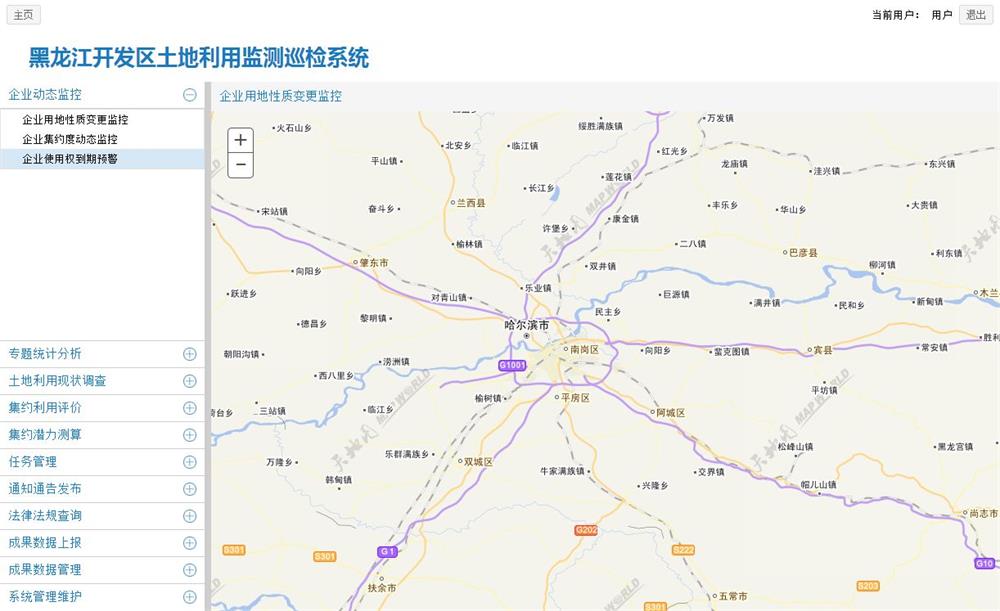 主页
当前用户： 用户 退出
黑龙江开发区土地利用监测巡检系统
企业动态监控
企业用地性质变更监控
企业集约度动态监控
企业使用权到期预警
专题统计分析
土地利用现状调查
集约利用评价
集约潜力测算
任务管理
通知通告发布
法律法规查询
成果数据上报
成果数据管理
系统管理维护
企业用地性质变更监控
+
−
火石山乡
绥胜满族镇
万发镇
北安乡
临江镇
红光乡
平山镇
龙庙镇
洼兴镇
东兴镇
莲花镇
长江乡
兰西县
奋斗乡
宋站镇
康金镇
丰乐乡
华山乡
大贵镇
许堡乡
榆林镇
二八镇
巴彦县
利东镇
肇东市
向阳乡
双井镇
柳河镇
乐业镇
跃进乡
对青山镇
巨源镇
满井镇
民和乡
新甸镇
木兰
民主乡
德昌乡
黎明镇
哈尔滨市
胜利
朝阳沟镇
涝洲镇
南岗区
向阳乡
蜚克图镇
宾县
常安镇
G1001
西八里乡
平坊镇
榆树镇
平房区
三站镇
临江乡
阿城区
松峰山镇
黑龙宫镇
乐群满族乡
万隆乡
双城区
牛家满族镇
交界镇
韩甸镇
兴隆乡
帽儿山镇
尚志市
G202
S301
S301
G1
S222
G10
扶余市
S203
五常市
S301
天地图 MAP WORLD
天地图 MAP WORLD
天地图 MAP WORLD